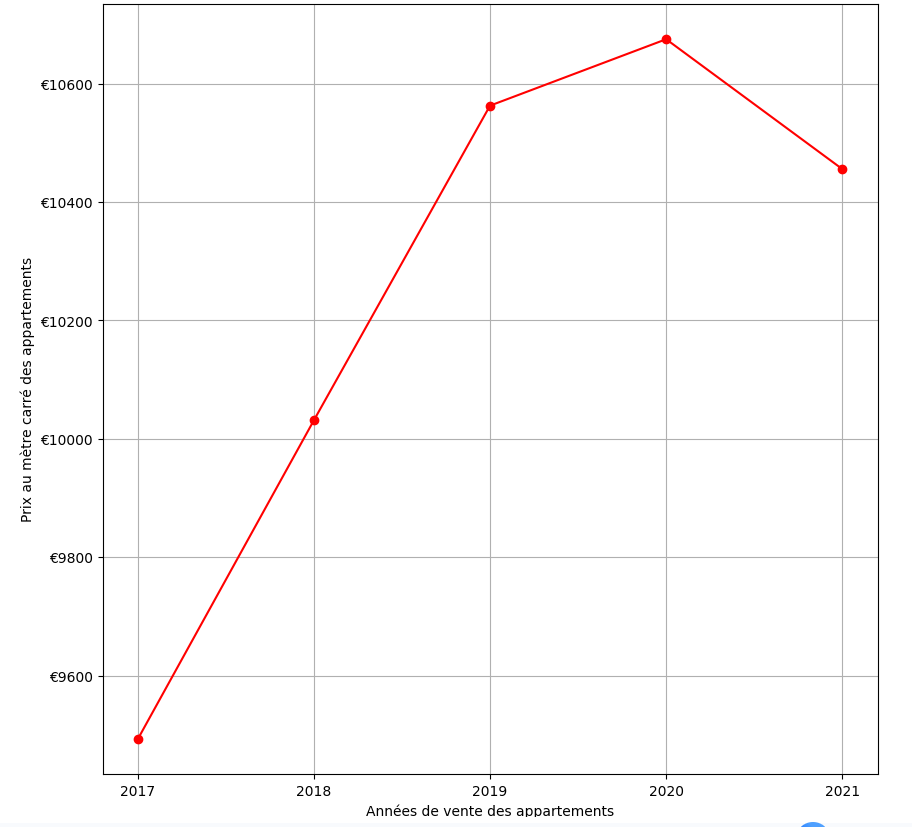 €10600
€10400
€10200
€10000
€9800
€9600
Prix au mètre carré des appartements
2017 2018 2019 2020 2021
Années de vente des appartements